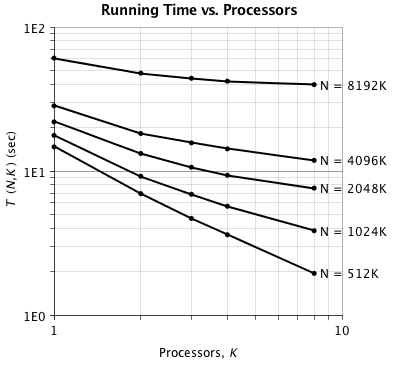 Running Time vs. Processors
1E2
1E1
1E0
T (N,K) (sec)
N = 8192K
N = 4096K
N = 2048K
N = 1024K
N = 512K
1
10
Processors, K